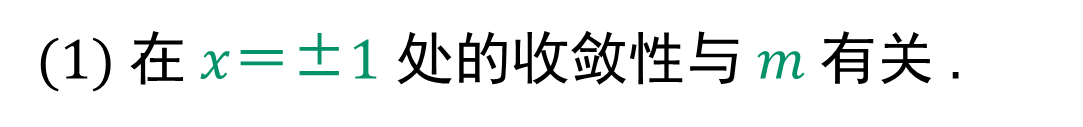 (1) 在 x＝±1 处的收敛性与 m 有关 .